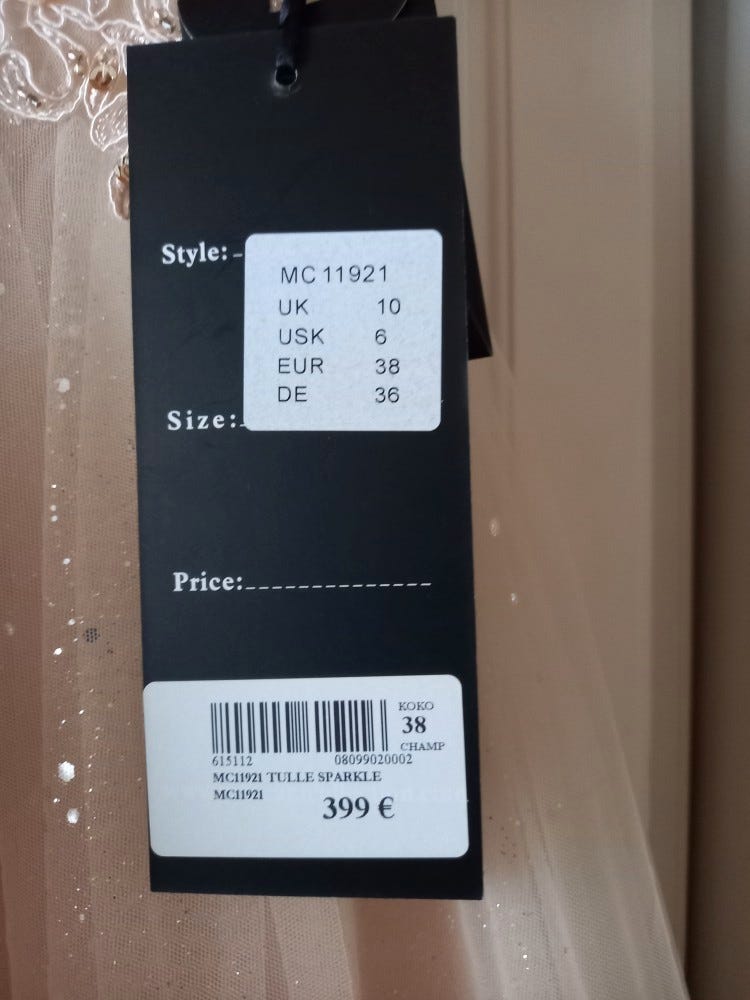 Style:
MC 11921
UK 10
USK 6
EUR 38
DE 36
Size:
Price:
KOKO
38
CHAMP
615112 08099020002
MC11921 TULLE SPARKLE
MC11921
399 €